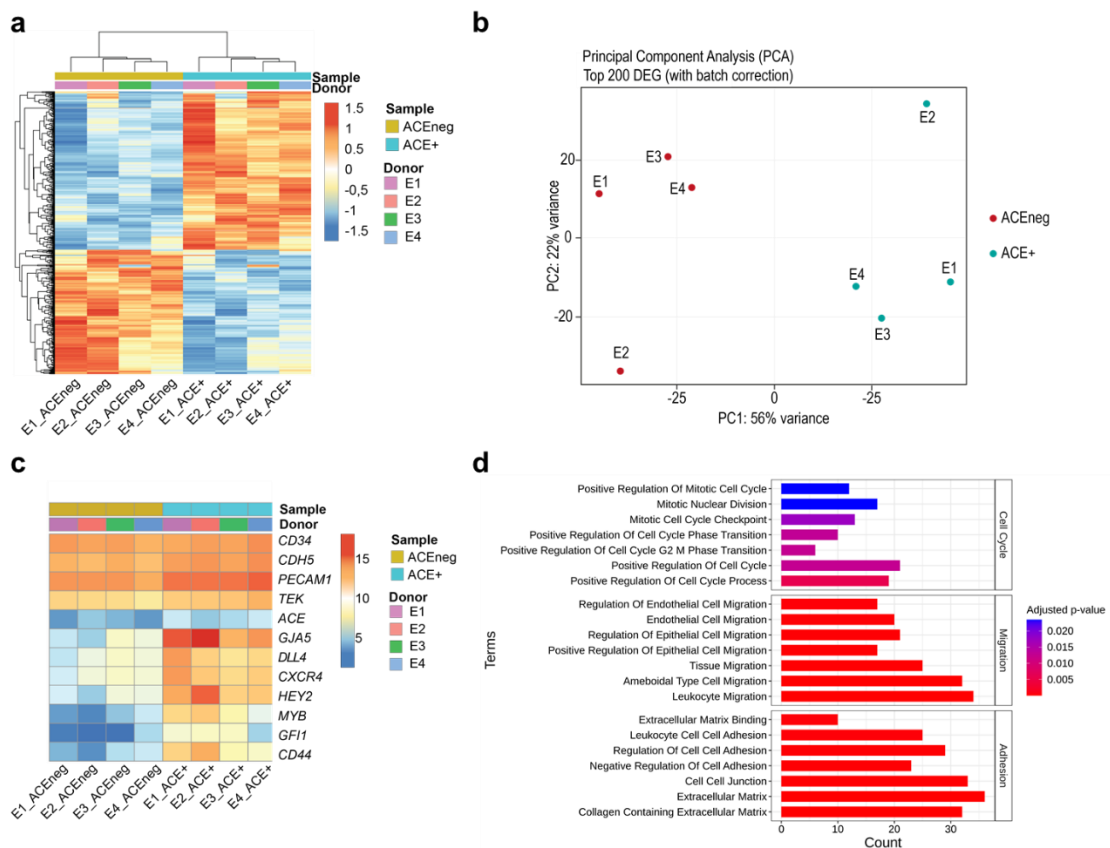 a
Sample
Donor
1.5
1
0.5
0
-0.5
-1
-1.5
Sample
ACEneg
ACE+
Donor
E1
E2
E3
E4
E1_ACEneg
E2_ACEneg
E3_ACEneg
E4_ACEneg
E1_ACE+
E2_ACE+
E3_ACE+
E4_ACE+
b
Principal Component Analysis (PCA)
Top 200 DEG (with batch correction)
PC2: 22% variance
20
0
-20
E1
E3
E4
E2
E2
E4
E1
E3
-25
0
-25
PC1: 56% variance
ACEneg
ACE+
c
Sample
Donor
CD34
CDH5
PECAM1
TEK
ACE
GJA5
DLL4
CXCR4
HEY2
MYB
GFI1
CD44
15
10
5
Sample
ACEneg
ACE+
Donor
E1
E2
E3
E4
E1_ACEneg
E2_ACEneg
E3_ACEneg
E4_ACEneg
E1_ACE+
E2_ACE+
E3_ACE+
E4_ACE+
d
Terms
Positive Regulation Of Mitotic Cell Cycle
Mitotic Nuclear Division
Mitotic Cell Cycle Checkpoint
Positive Regulation Of Cell Cycle Phase Transition
Positive Regulation Of Cell Cycle G2 M Phase Transition
Positive Regulation Of Cell Cycle
Positive Regulation Of Cell Cycle Process
Cell Cycle
Regulation Of Endothelial Cell Migration
Endothelial Cell Migration
Regulation Of Epithelial Cell Migration
Positive Regulation Of Epithelial Cell Migration
Tissue Migration
Ameboidal Type Cell Migration
Leukocyte Migration
Migration
Extracellular Matrix Binding
Leukocyte Cell Cell Adhesion
Regulation Of Cell Cell Adhesion
Negative Regulation Of Cell Adhesion
Cell Cell Junction
Extracellular Matrix
Collagen Containing Extracellular Matrix
Adhesion
0
10
20
30
Count
Adjusted p-value
0.020
0.015
0.010
0.005